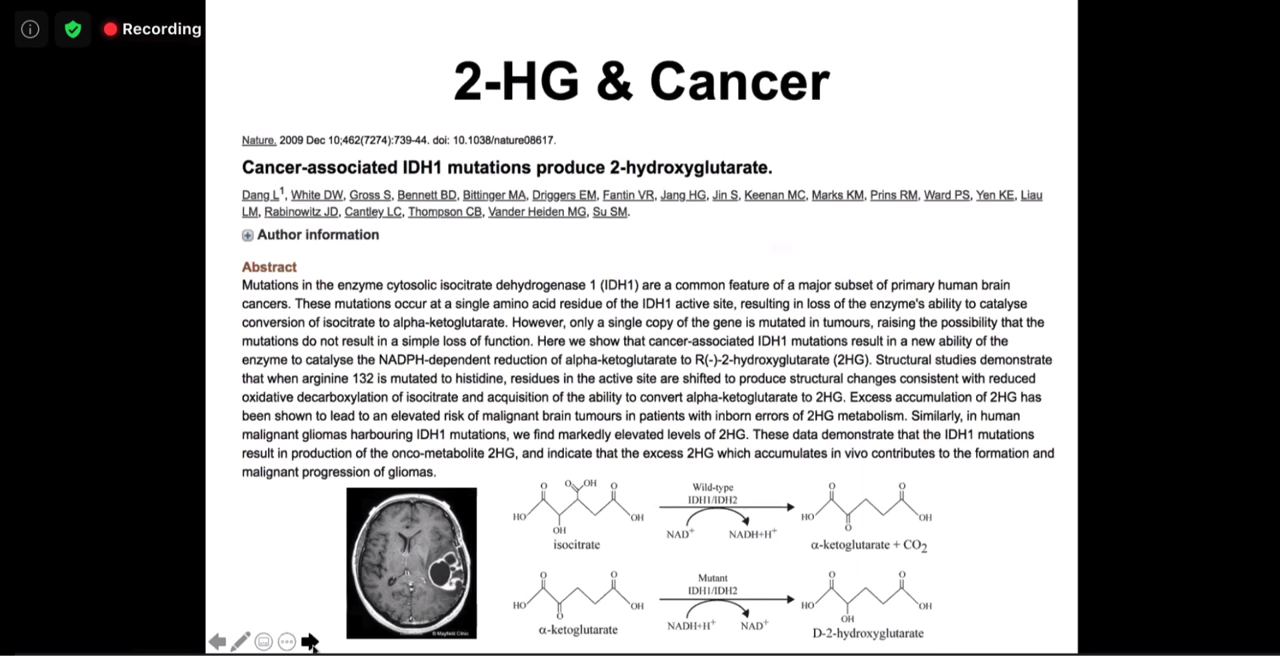 Recording
2-HG & Cancer
Nature. 2009 Dec 10;462(7274):739-44. doi: 10.1038/nature08617.
Cancer-associated IDH1 mutations produce 2-hydroxyglutarate.
Dang L1, White DW, Gross S, Bennett BD, Bittinger MA, Driggers EM, Fantin VR, Jang HG, Jin S, Keenan MC, Marks KM, Prins RM, Ward PS, Yen KE, Liau
LM, Rabinowitz JD, Cantley LC, Thompson CB, Vander Heiden MG, Su SM.
Author information
Abstract
Mutations in the enzyme cytosolic isocitrate dehydrogenase 1 (IDH1) are a common feature of a major subset of primary human brain
cancers. These mutations occur at a single amino acid residue of the IDH1 active site, resulting in loss of the enzyme's ability to catalyse
conversion of isocitrate to alpha-ketoglutarate. However, only a single copy of the gene is mutated in tumours, raising the possibility that the
mutations do not result in a simple loss of function. Here we show that cancer-associated IDH1 mutations result in a new ability of the
enzyme to catalyse the NADPH-dependent reduction of alpha-ketoglutarate to R(-)-2-hydroxyglutarate (2HG). Structural studies demonstrate
that when arginine 132 is mutated to histidine, residues in the active site are shifted to produce structural changes consistent with reduced
oxidative decarboxylation of isocitrate and acquisition of the ability to convert alpha-ketoglutarate to 2HG. Excess accumulation of 2HG has
been shown to lead to an elevated risk of malignant brain tumours in patients with inborn errors of 2HG metabolism. Similarly, in human
malignant gliomas harbouring IDH1 mutations, we find markedly elevated levels of 2HG. These data demonstrate that the IDH1 mutations
result in production of the onco-metabolite 2HG, and indicate that the excess 2HG which accumulates in vivo contributes to the formation and
malignant progression of gliomas.
© Mayfield Clinic
O O OH O
HO OH
OH
isocitrate
Wild-type
IDH1/IDH2
NAD+ NADH+H+
O O
HO OH
O
α-ketoglutarate + CO2
O O
HO OH
O
α-ketoglutarate
Mutant
IDH1/IDH2
NADH+H+ NAD+
O O
HO OH
OH
D-2-hydroxyglutarate